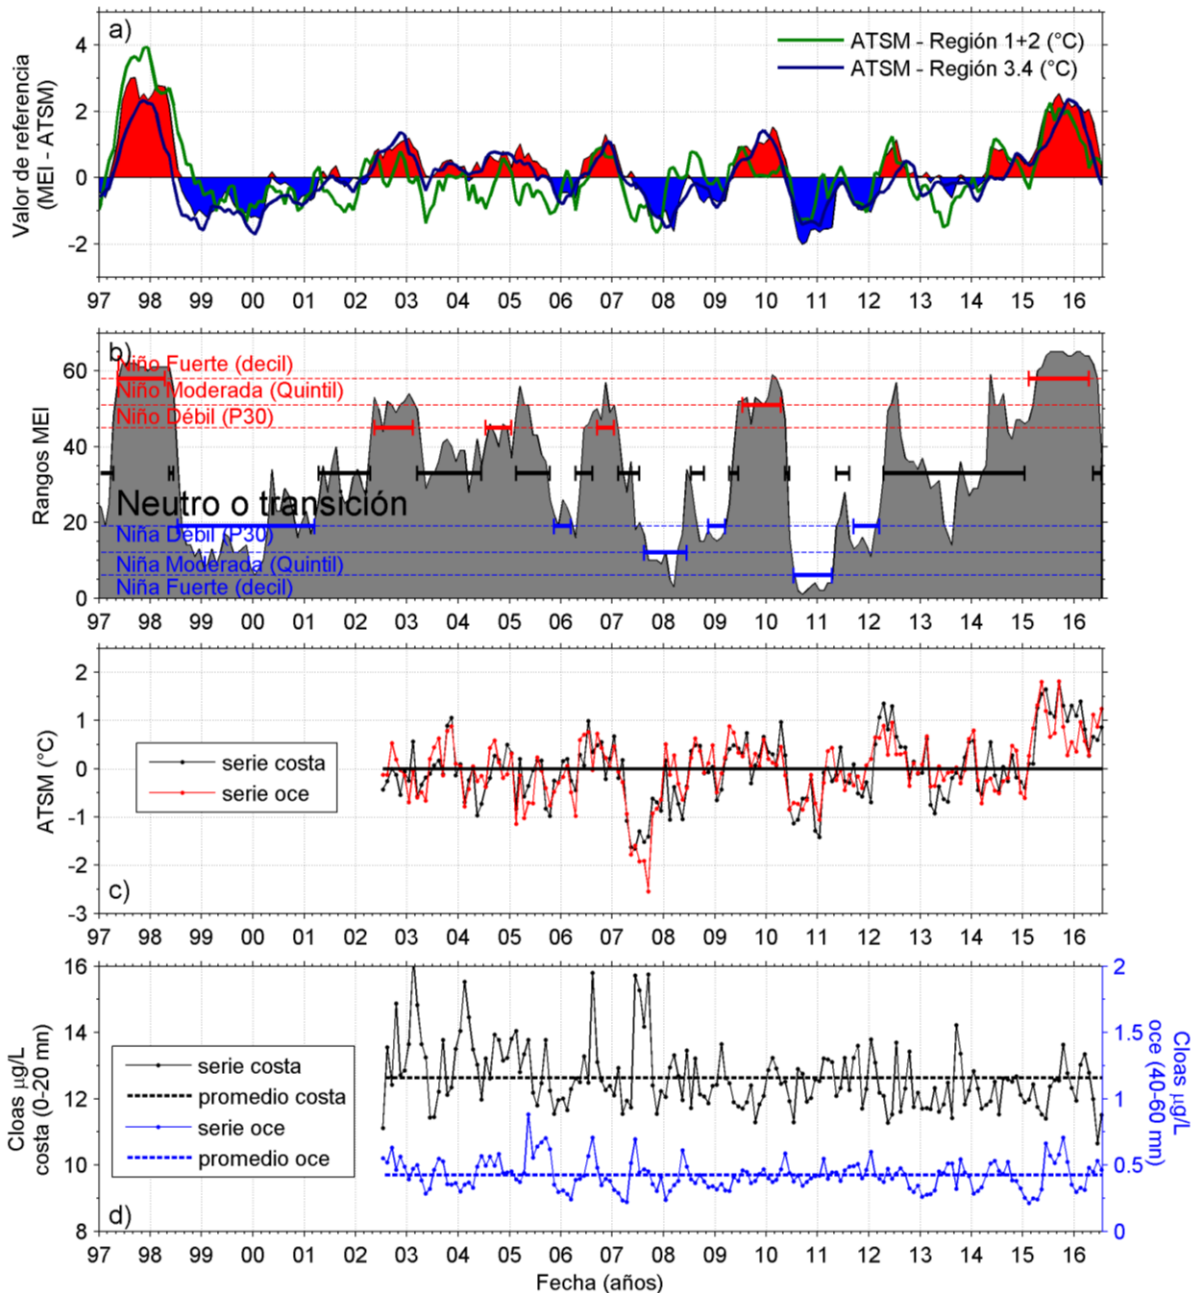 a)
ATSM - Región 1+2 (°C)
ATSM - Región 3.4 (°C)
Valor de referencia
(MEI - ATSM)
4
2
0
-2
97 98 99 00 01 02 03 04 05 06 07 08 09 10 11 12 13 14 15 16
b)
Niño Fuerte (decil)
Niño Moderada (Quintil)
Niño Débil (P30)
Neutro o transición
Niña Débil (P30)
Niña Moderada (Quintil)
Niña Fuerte (decil)
Rangos MEI
60
40
20
0
97 98 99 00 01 02 03 04 05 06 07 08 09 10 11 12 13 14 15 16
serie costa
serie oce
ATSM (°C)
2
1
0
-1
-2
-3
c)
97 98 99 00 01 02 03 04 05 06 07 08 09 10 11 12 13 14 15 16
serie costa
promedio costa
serie oce
promedio oce
Cloas µg/L
costa (0-20 mn)
16
14
12
10
8
2
1.5
1
0.5
0
Cloas µg/L
oce (40-60 mn)
d)
97 98 99 00 01 02 03 04 05 06 07 08 09 10 11 12 13 14 15 16
Fecha (años)